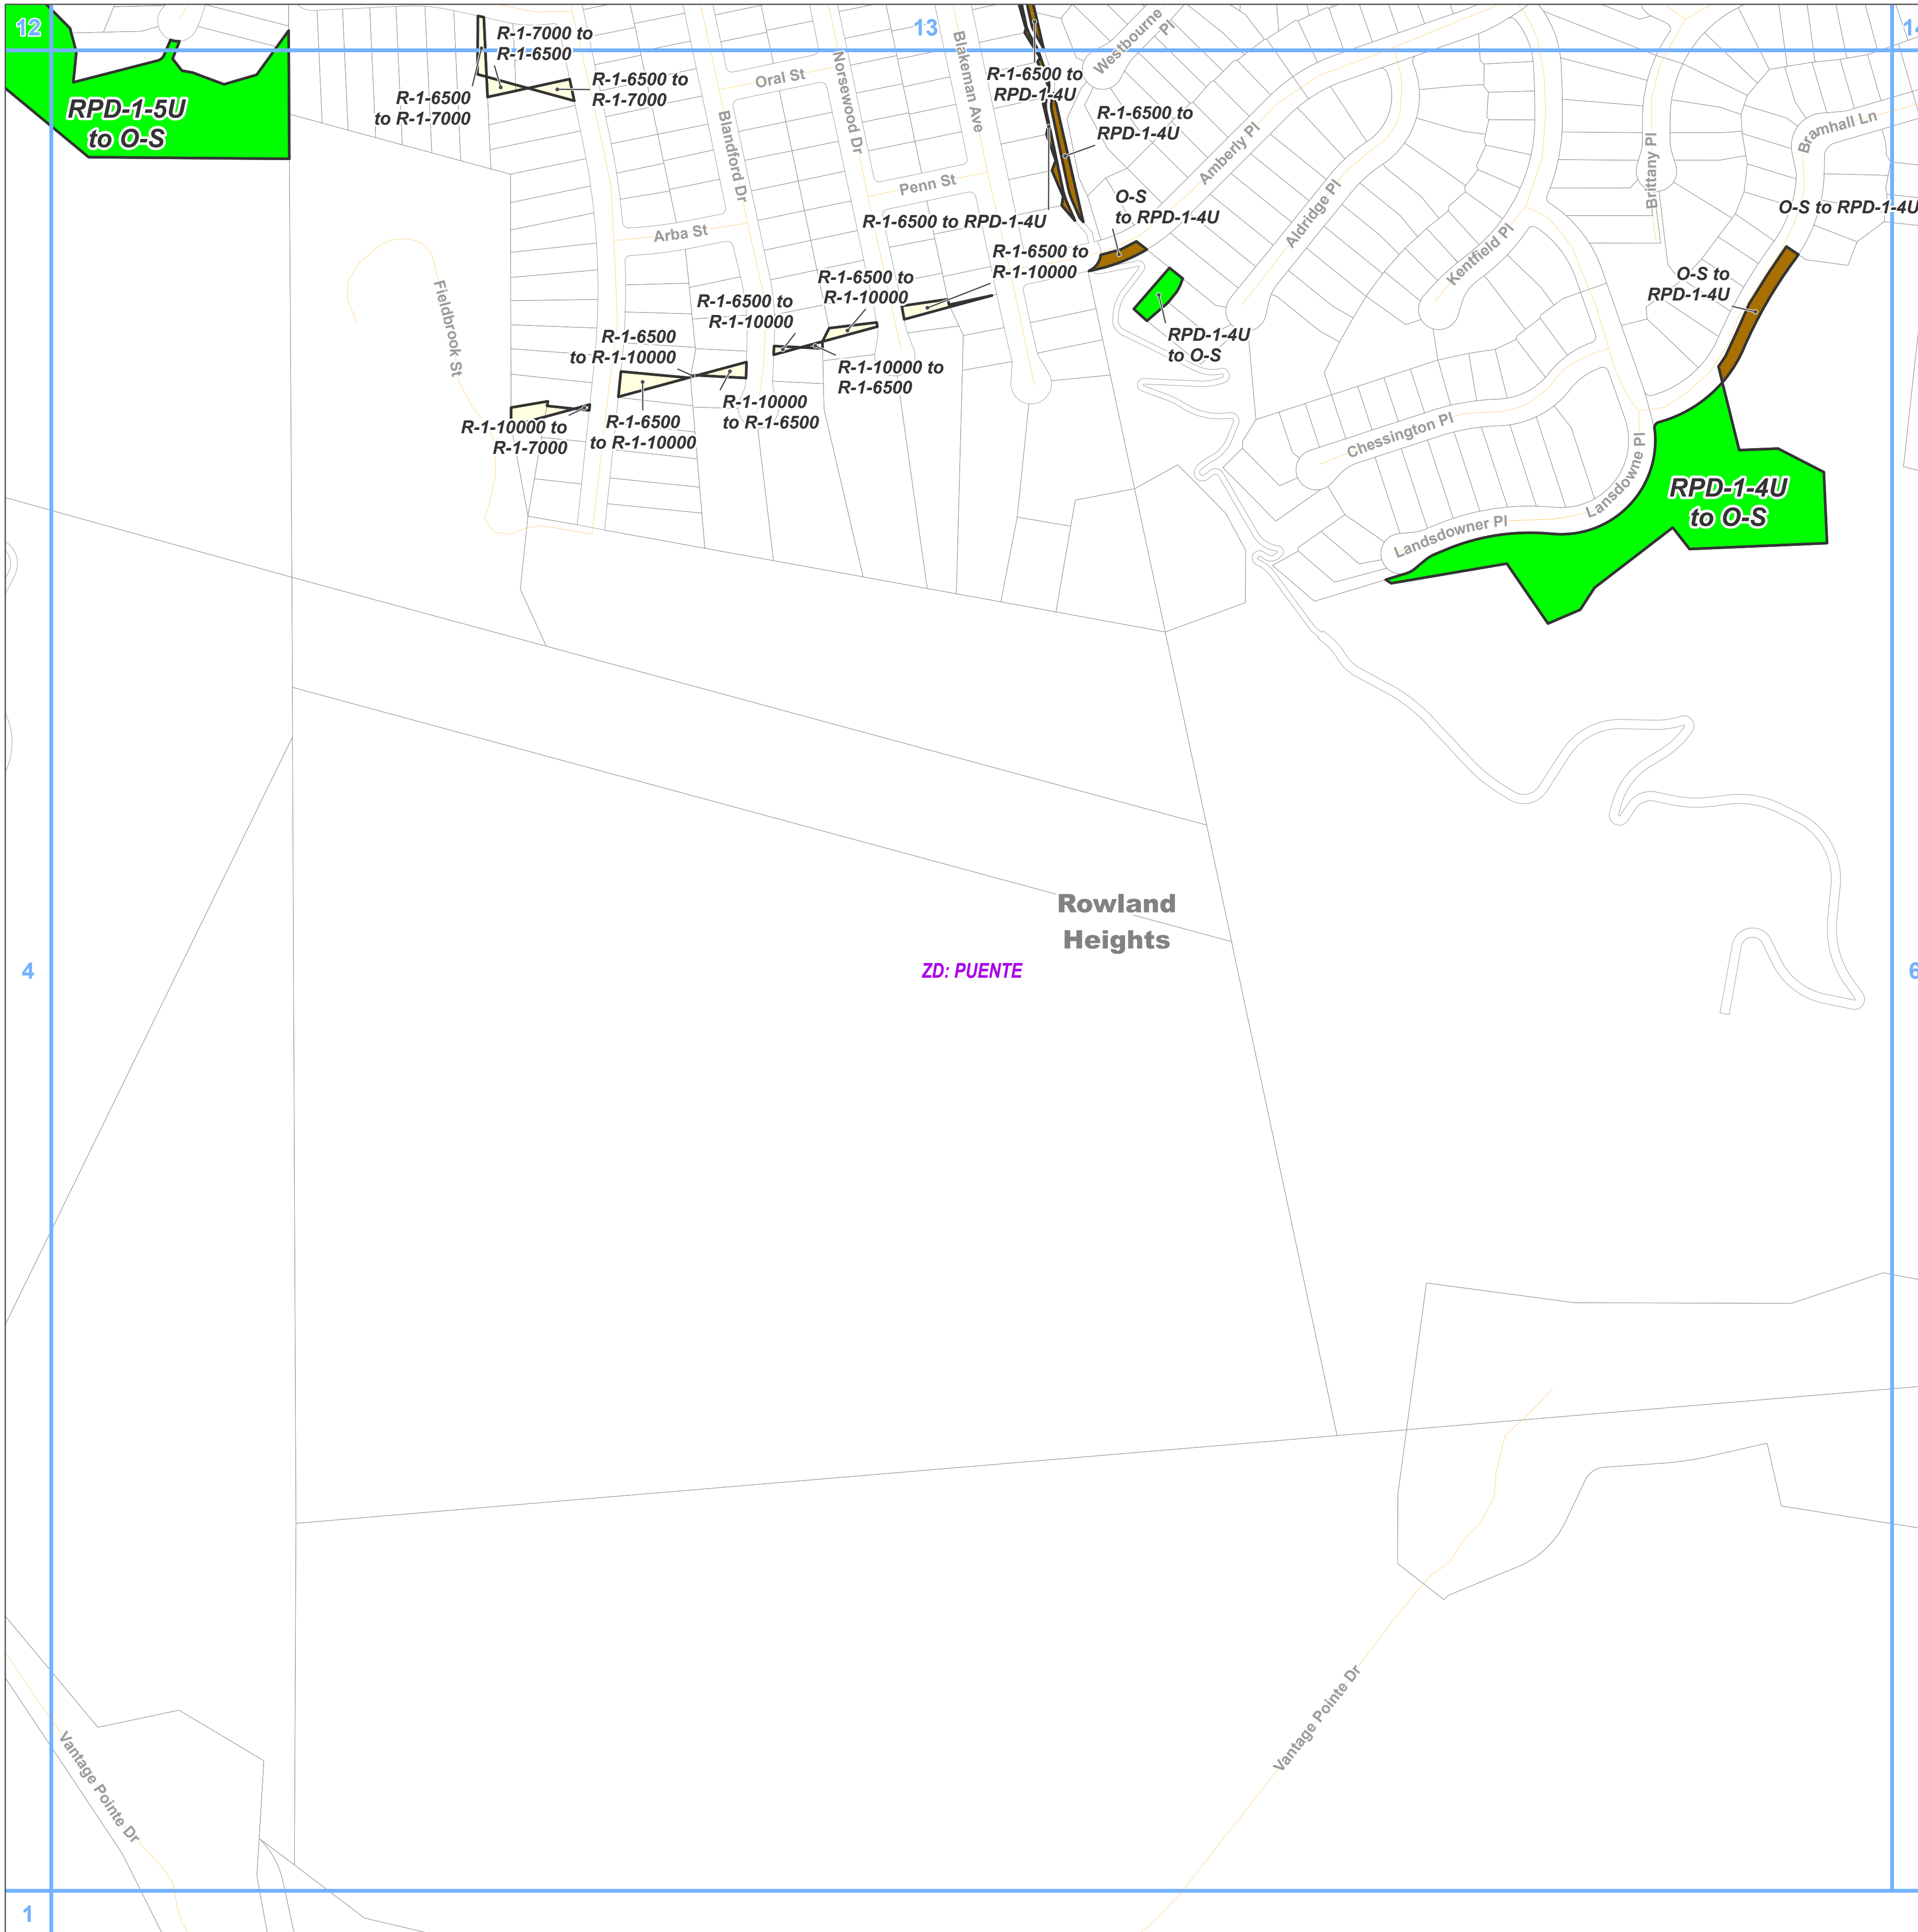 12
13
14
R-1-7000 to
R-1-6500
R-1-6500 to
R-1-7000
R-1-6500
to R-1-7000
RPD-1-5U
to O-S
Oral St
Norsewood Dr
Blakeman Ave
Westbourne
Pl
R-1-6500 to
RPD-1-4U
R-1-6500 to
RPD-1-4U
Blandford Dr
Amberly Pl
Brittany Pl
Bramhall Ln
Penn St
Arba St
R-1-6500 to RPD-1-4U
O-S
to RPD-1-4U
Aldridge Pl
Kentfield Pl
O-S to RPD-1-4U
R-1-6500 to
R-1-10000
R-1-6500 to
R-1-10000
R-1-6500 to
R-1-10000
O-S to
RPD-1-4U
Fieldbrook St
R-1-6500
to R-1-10000
R-1-10000 to
R-1-6500
RPD-1-4U
to O-S
R-1-10000
to R-1-6500
R-1-6500
to R-1-10000
R-1-10000 to
R-1-7000
Chessington Pl
Lansdowne Pl
RPD-1-4U
to O-S
Landsdowner Pl
Rowland
Heights
ZD: PUENTE
4
6
Vantage Pointe Dr
Vantage Pointe Dr
1